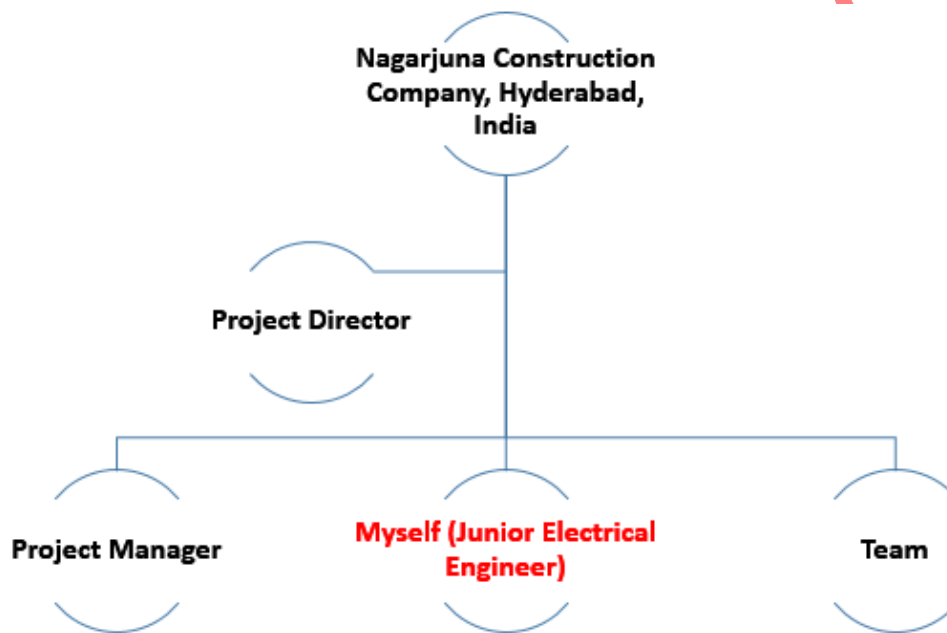 Nagarjuna Construction
Company, Hyderabad,
India
Project Director
Project Manager
Myself (Junior Electrical
Engineer)
Team